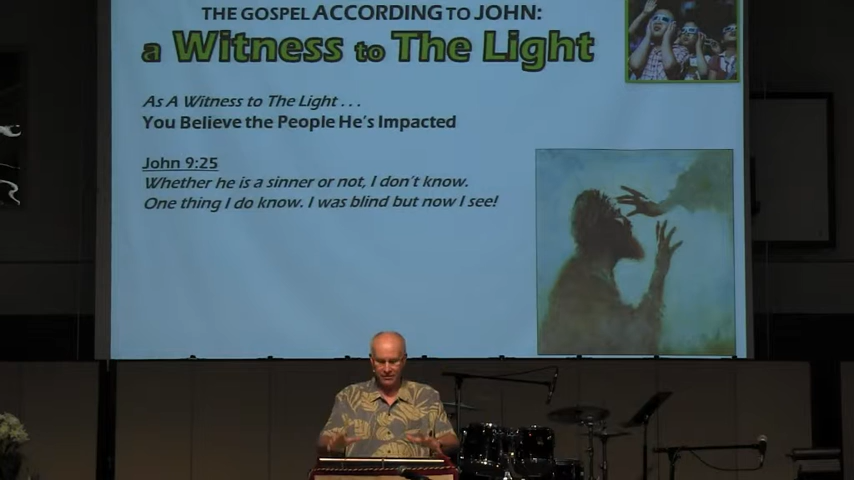 THE GOSPEL ACCORDING TO JOHN:
a Witness to The Light
As A Witness to The Light . . .
You Believe the People He's Impacted
John 9:25
Whether he is a sinner or not, I don't know.
One thing I do know. I was blind but now I see!